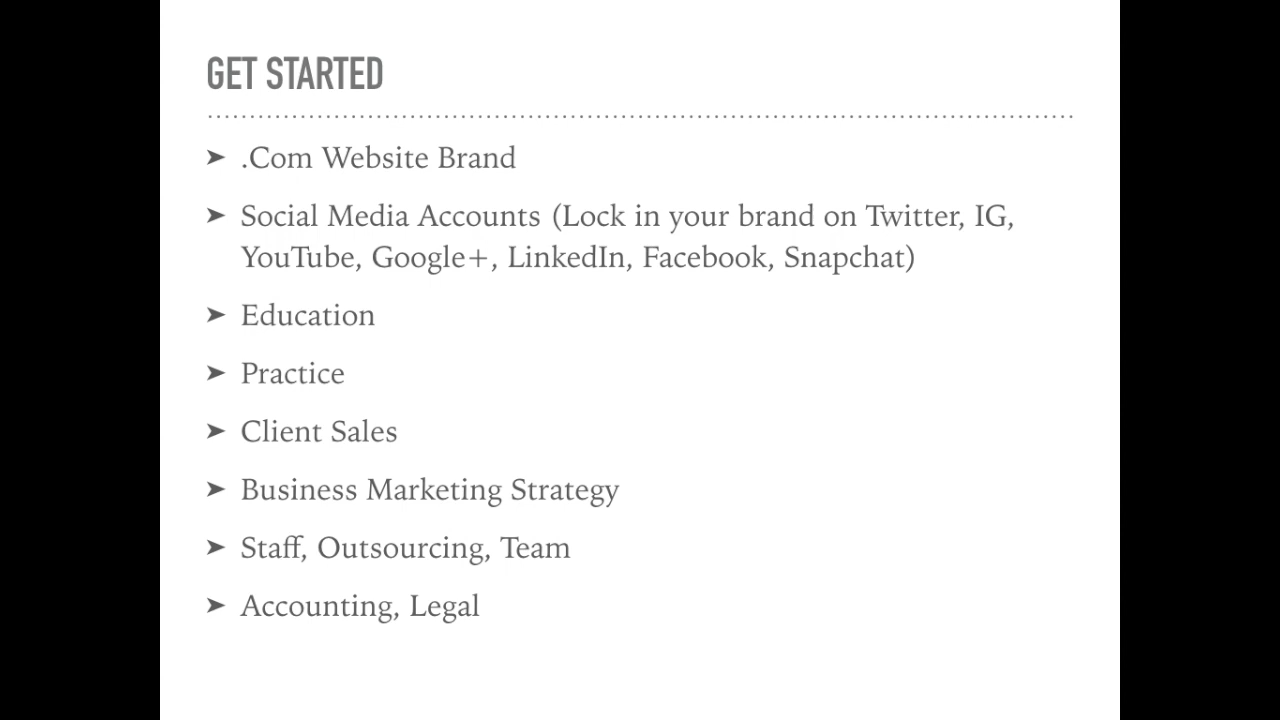 GET STARTED
➤ .Com Website Brand
➤ Social Media Accounts (Lock in your brand on Twitter, IG,
YouTube, Google+, LinkedIn, Facebook, Snapchat)
➤ Education
➤ Practice
➤ Client Sales
➤ Business Marketing Strategy
➤ Staff, Outsourcing, Team
➤ Accounting, Legal